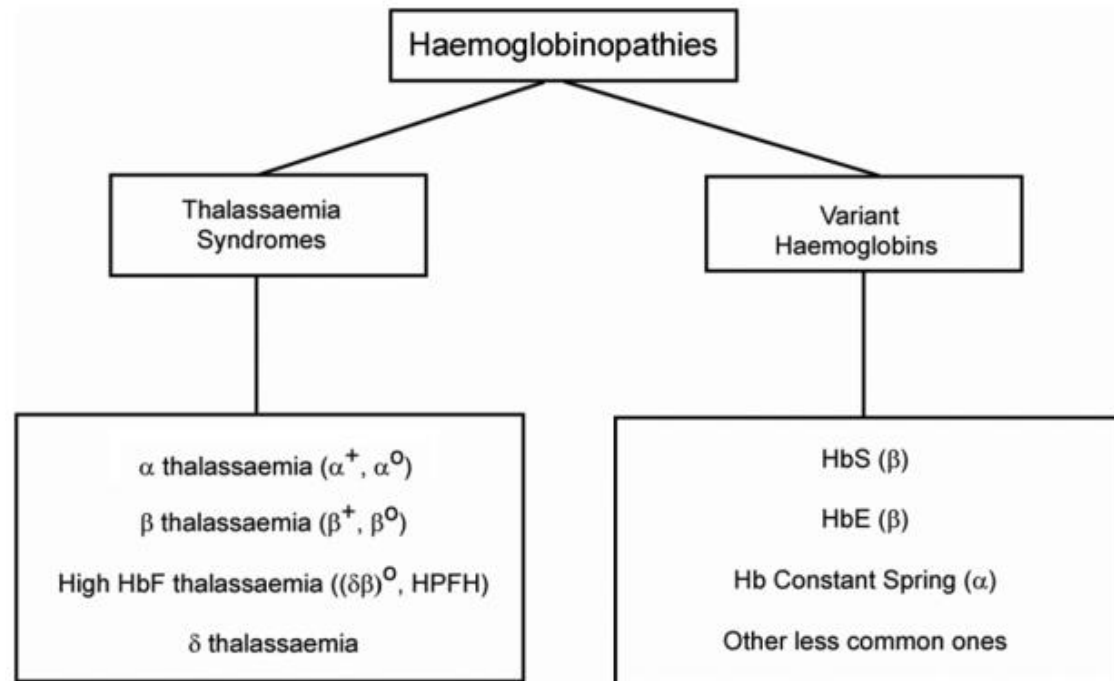 Haemoglobinopathies
Thalassaemia
Syndromes
Variant
Haemoglobins
α thalassaemia (α⁺, α⁰)
β thalassaemia (β⁺, β⁰)
High HbF thalassaemia ((δβ)⁰, HPFH)
δ thalassaemia
HbS (β)
HbE (β)
Hb Constant Spring (α)
Other less common ones